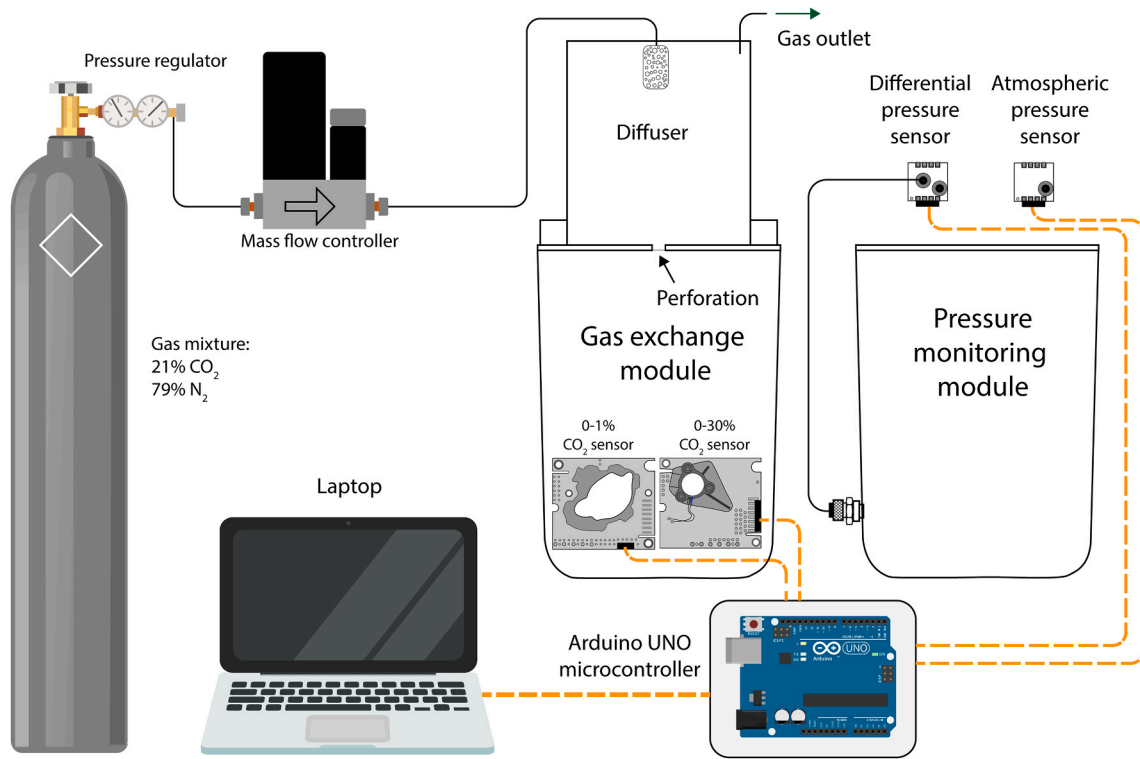 Pressure regulator
Gas outlet
Differential
pressure
sensor
Atmospheric
pressure
sensor
Diffuser
Mass flow controller
Perforation
Gas exchange
module
Pressure
monitoring
module
Gas mixture:
21% CO₂
79% N₂
0-1%
CO₂ sensor
0-30%
CO₂ sensor
Laptop
Arduino UNO
microcontroller
RESET
ICSP2
UNO
Arduino